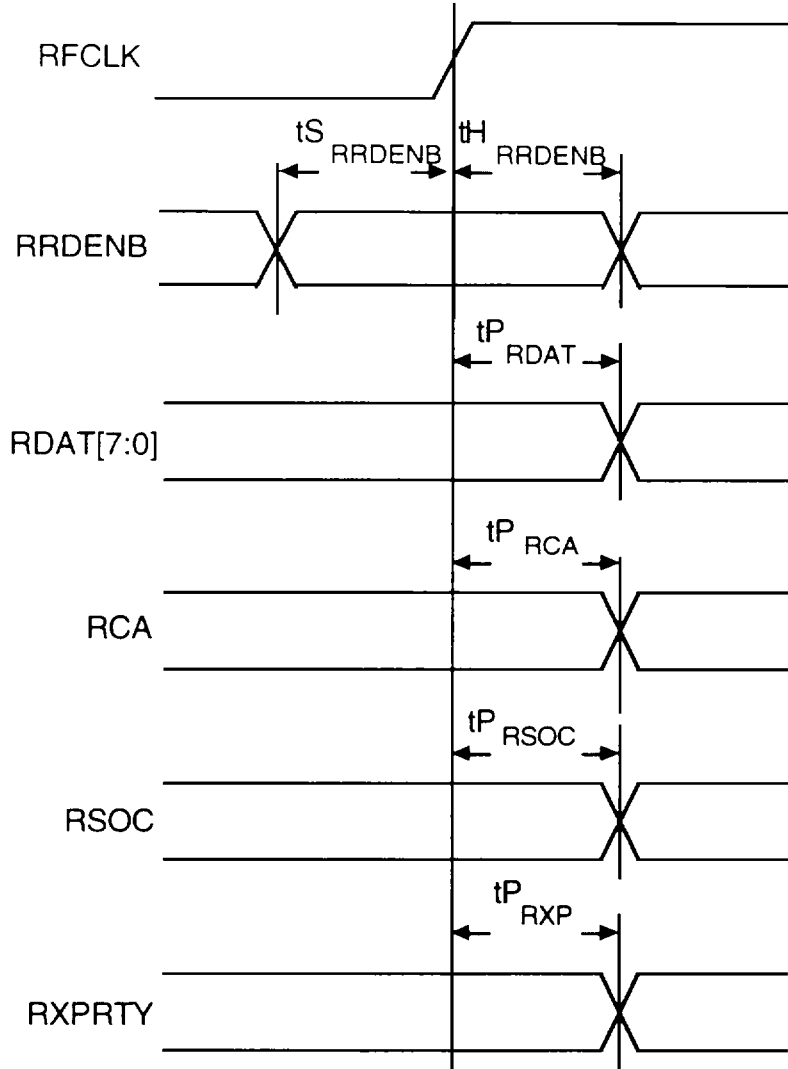 RFCLK
tS RRDENB
tH RRDENB
RRDENB
tP RDAT
RDAT[7:0]
tP RCA
RCA
tP RSOC
RSOC
tP RXP
RXPRTY